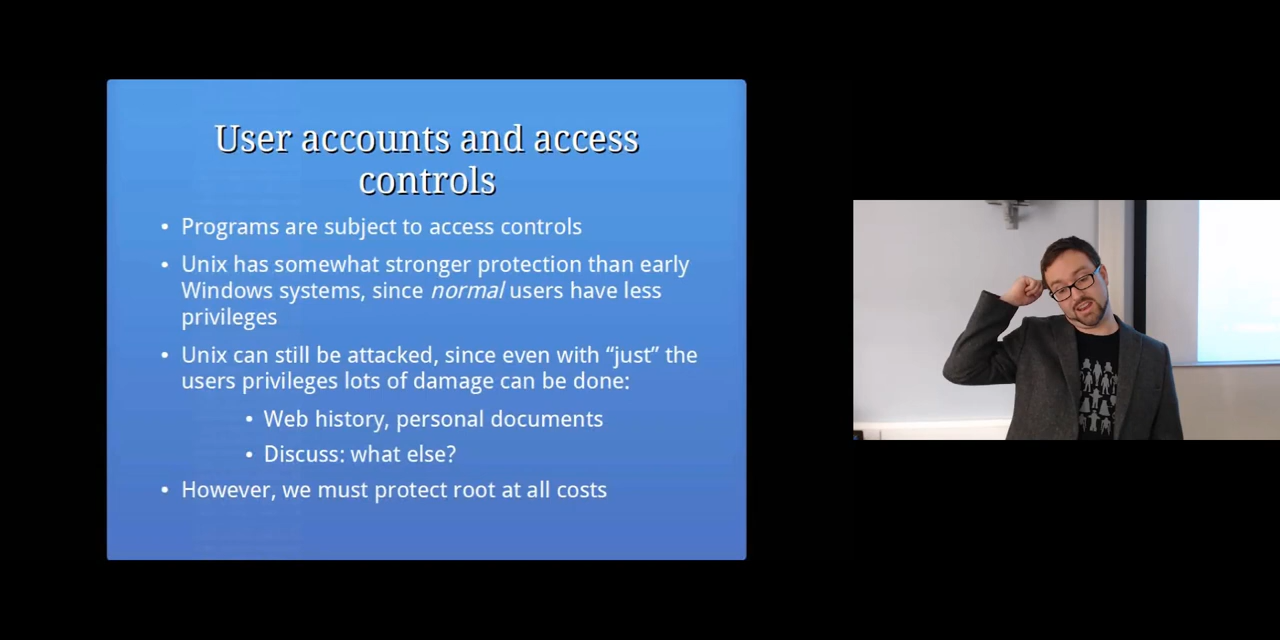 User accounts and access
controls
• Programs are subject to access controls
• Unix has somewhat stronger protection than early
Windows systems, since normal users have less
privileges
• Unix can still be attacked, since even with “just” the
users privileges lots of damage can be done:
• Web history, personal documents
• Discuss: what else?
• However, we must protect root at all costs